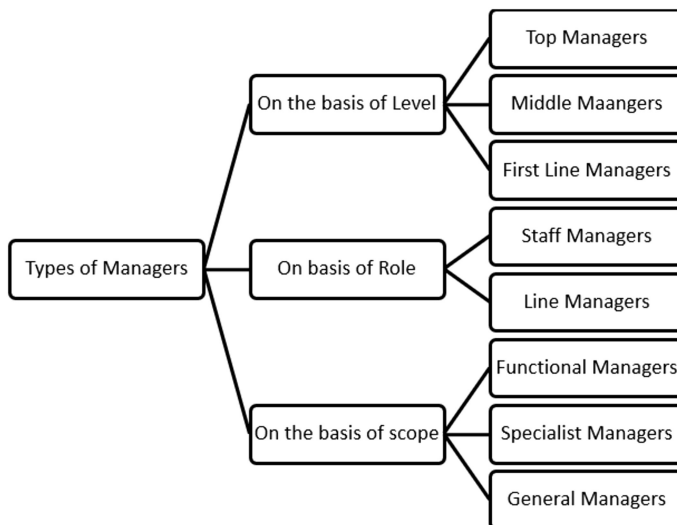 Types of Managers
On the basis of Level
Top Managers
Middle Maangers
First Line Managers
On basis of Role
Staff Managers
Line Managers
On the basis of scope
Functional Managers
Specialist Managers
General Managers